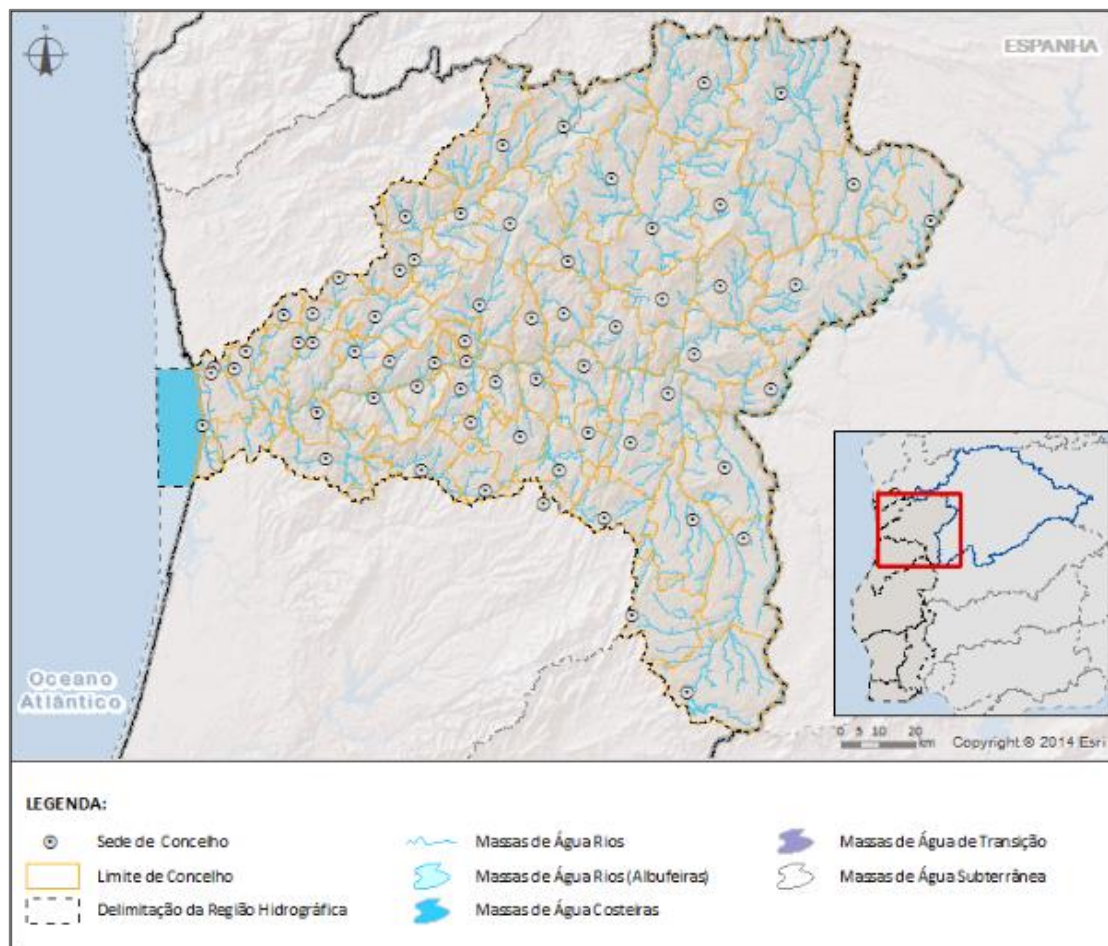 N
ESPANHA
Oceano
Atlântico
0 5 10 20
km
Copyright © 2014 Esri
LEGENDA:
Sede de Concelho
Limite de Concelho
Delimitação da Região Hidrográfica
Massas de Água Rios
Massas de Água Rios (Albufeiras)
Massas de Água Costeiras
Massas de Água de Transição
Massas de Água Subterrânea